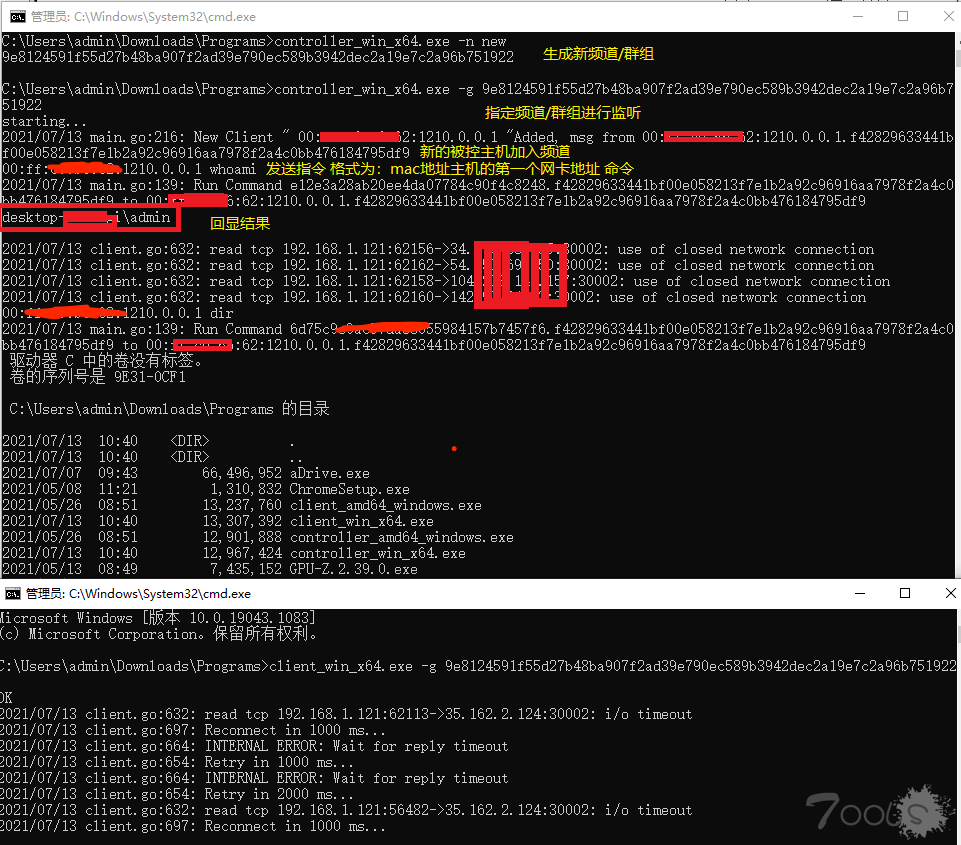 管理员: C:\Windows\System32\cmd.exe
C:\Users\admin\Downloads\Programs>controller_win_x64.exe -n new
9e8124591f55d27b48ba907f2ad39e790ec589b3942dec2a19e7c2a96b751922 生成新频道/群组
C:\Users\admin\Downloads\Programs>controller_win_x64.exe -g 9e8124591f55d27b48ba907f2ad39e790ec589b3942dec2a19e7c2a96b7
51922 指定频道/群组进行监听
starting...
2021/07/13 main.go:216: New Client " 00: 62:1210.0.0.1 "Added, msg from 00: 2:1210.0.0.1.f42829633441b
f00e058213f7e1b2a92c96916aa7978f2a4c0bb476184795df9 新的被控主机加入频道
00:ff: 1210.0.0.1 whoami 发送指令 格式为：mac地址主机的第一个网卡地址 命令
2021/07/13 main.go:139: Run Command e12e3a28ab2ee4da07784c90f4c8248.f42829633441bf00e058213f7e1b2a92c96916aa7978f2a4c0
bb476184795df9 to 00: :62:1210.0.0.1.f42829633441bf00e058213f7e1b2a92c96916aa7978f2a4c0bb476184795df9
desktop- i\admin 回显结果
2021/07/13 client.go:632: read tcp 192.168.1.121:62156->34. :30002: use of closed network connection
2021/07/13 client.go:632: read tcp 192.168.1.121:62162->54. :30002: use of closed network connection
2021/07/13 client.go:632: read tcp 192.168.1.121:62158->104 :30002: use of closed network connection
2021/07/13 client.go:632: read tcp 192.168.1.121:62160->142 :30002: use of closed network connection
00: 1210.0.0.1 dir
2021/07/13 main.go:139: Run Command 6d75c9 55984157b7457f6.f42829633441bf00e058213f7e1b2a92c96916aa7978f2a4c0
bb476184795df9 to 00: :62:1210.0.0.1.f42829633441bf00e058213f7e1b2a92c96916aa7978f2a4c0bb476184795df9
驱动器 C 中的卷没有标签。
卷的序列号是 9E31-0CF1
C:\Users\admin\Downloads\Programs 的目录
2021/07/13 10:40 <DIR> .
2021/07/13 10:40 <DIR> ..
2021/07/07 09:43 66,496,952 aDrive.exe
2021/05/08 11:21 1,310,832 ChromeSetup.exe
2021/05/26 08:51 13,237,760 client_amd64_windows.exe
2021/07/13 10:40 13,307,392 client_win_x64.exe
2021/05/26 08:51 12,901,888 controller_amd64_windows.exe
2021/07/13 10:40 12,967,424 controller_win_x64.exe
2021/05/13 08:49 7,435,152 GPU-Z.2.39.0.exe
管理员: C:\Windows\System32\cmd.exe
Microsoft Windows [版本 10.0.19043.1083]
(c) Microsoft Corporation。保留所有权利。
C:\Users\admin\Downloads\Programs>client_win_x64.exe -g 9e8124591f55d27b48ba907f2ad39e790ec589b3942dec2a19e7c2a96b751922
OK
2021/07/13 client.go:632: read tcp 192.168.1.121:62113->35.162.2.124:30002: i/o timeout
2021/07/13 client.go:697: Reconnect in 1000 ms...
2021/07/13 client.go:664: INTERNAL ERROR: Wait for reply timeout
2021/07/13 client.go:654: Retry in 1000 ms...
2021/07/13 client.go:664: INTERNAL ERROR: Wait for reply timeout
2021/07/13 client.go:654: Retry in 2000 ms...
2021/07/13 client.go:632: read tcp 192.168.1.121:56482->35.162.2.124:30002: i/o timeout
2021/07/13 client.go:697: Reconnect in 1000 ms...
7ooLs